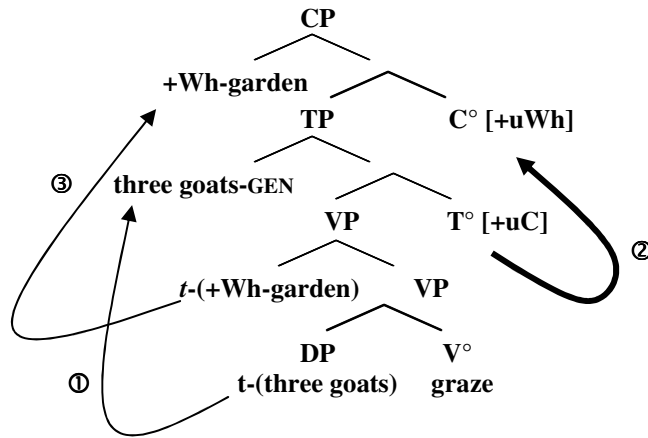 CP
+Wh-garden
TP C° [+uWh]
③ three goats-GEN
VP T° [+uC]
②
t-(+Wh-garden) VP
DP V°
① t-(three goats) graze